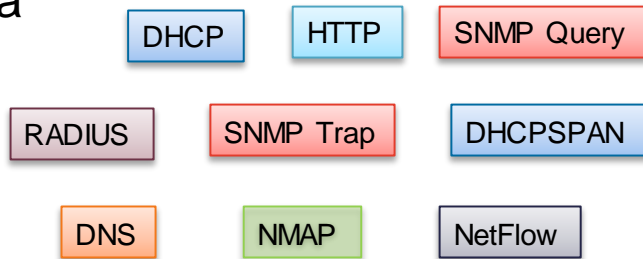 a
DHCP HTTP SNMP Query
RADIUS SNMP Trap DHCPSPAN
DNS NMAP NetFlow